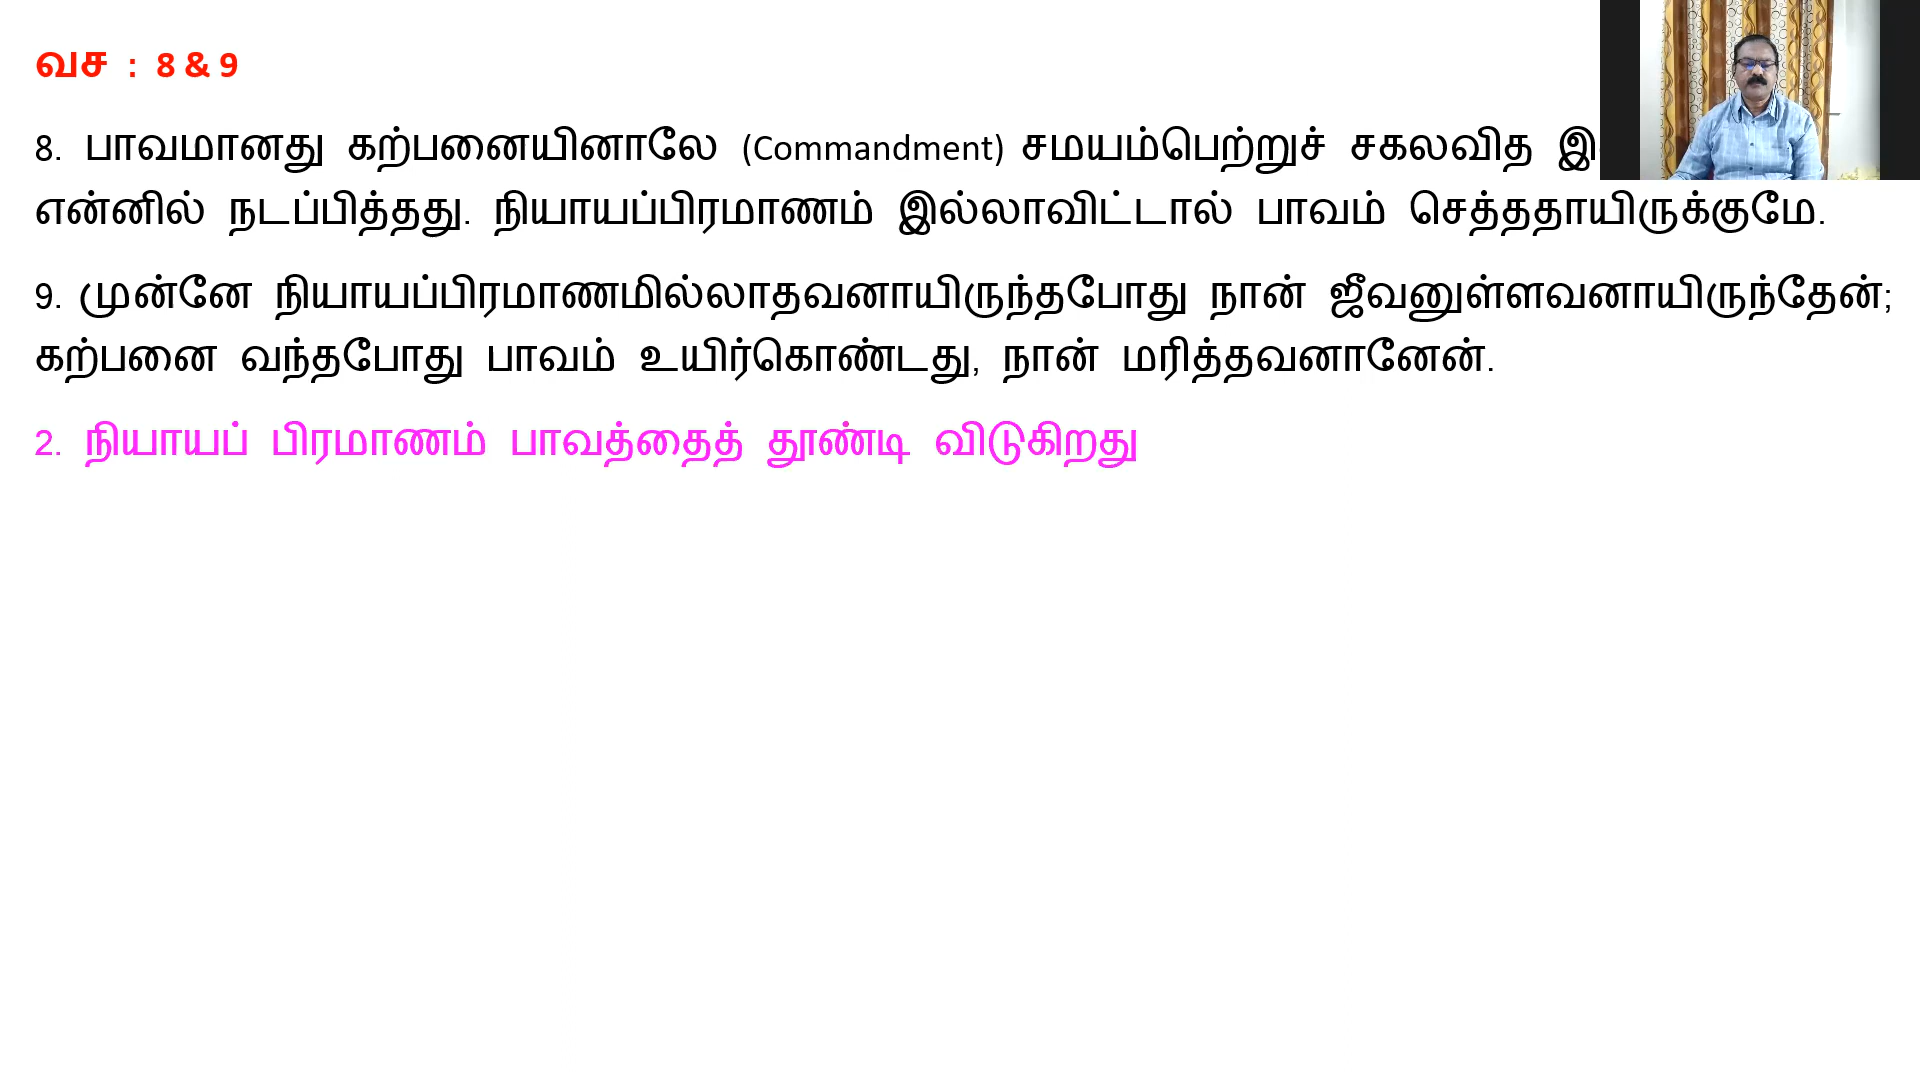 வச : 8 & 9
8. பாவமானது கற்பனையினாலே (Commandment) சமயம்பெற்றுச் சகலவித
என்னில் நடப்பித்தது. நியாயப்பிரமாணம் இல்லாவிட்டால் பாவம் செத்ததாயிருக்குமே.
9. முன்னே நியாயப்பிரமாணமில்லாதவனாயிருந்தபோது நான் ஜீவனுள்ளவனாயிருந்தேன்;
கற்பனை வந்தபோது பாவம் உயிர்கொண்டது, நான் மரித்தவனானேன்.
2. நியாயப் பிரமாணம் பாவத்தைத் தூண்டி விடுகிறது